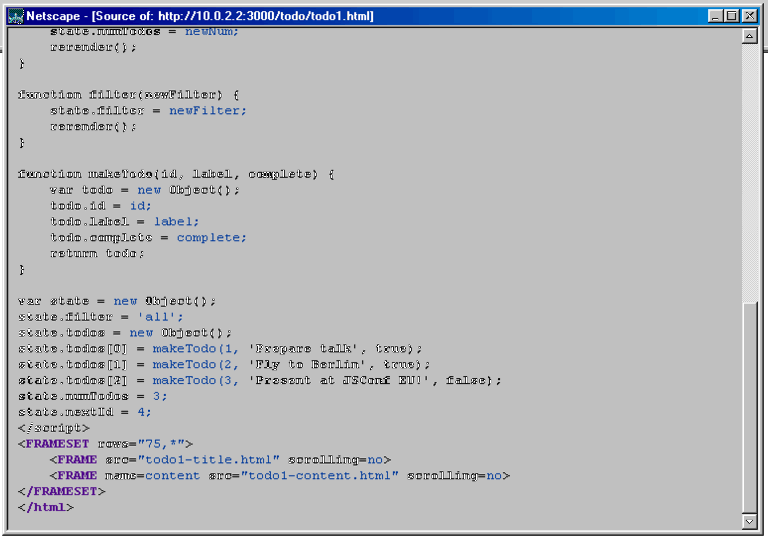 Netscape - [Source of: http://10.0.2.2:3000/todo/todo1.html]
    state.numTodos = newNum;
    rerender();
}

function filter(newFilter) {
    state.filter = newFilter;
    rerender();
}

function makeTodo(id, label, complete) {
    var todo = new Object();
    todo.id = id;
    todo.label = label;
    todo.complete = complete;
    return todo;
}

var state = new Object();
state.filter = 'all';
state.todos = new Object();
state.todos[0] = makeTodo(1, 'Prepare talk', true);
state.todos[1] = makeTodo(2, 'Fly to Berlin', true);
state.todos[2] = makeTodo(3, 'Present at JSConf EU!', false);
state.numTodos = 3;
state.nextId = 4;
</script>
<FRAMESET rows="75,*">
    <FRAME src="todo1-title.html" scrolling=no>
    <FRAME name=content src="todo1-content.html" scrolling=no>
</FRAMESET>
</html>